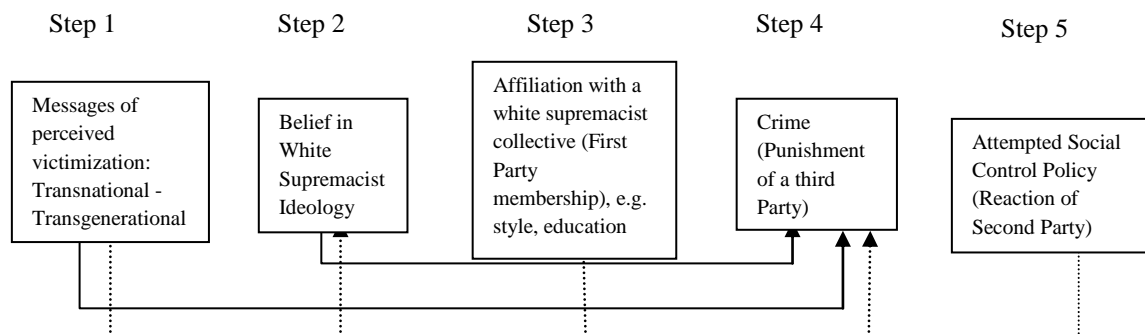 Step 1
Step 2
Step 3
Step 4
Step 5
Messages of
perceived
victimization:
Transnational -
Transgenerational
Belief in
White
Supremacist
Ideology
Affiliation with a
white supremacist
collective (First
Party
membership), e.g.
style, education
Crime
(Punishment
of a third
Party)
Attempted Social
Control Policy
(Reaction of
Second Party)